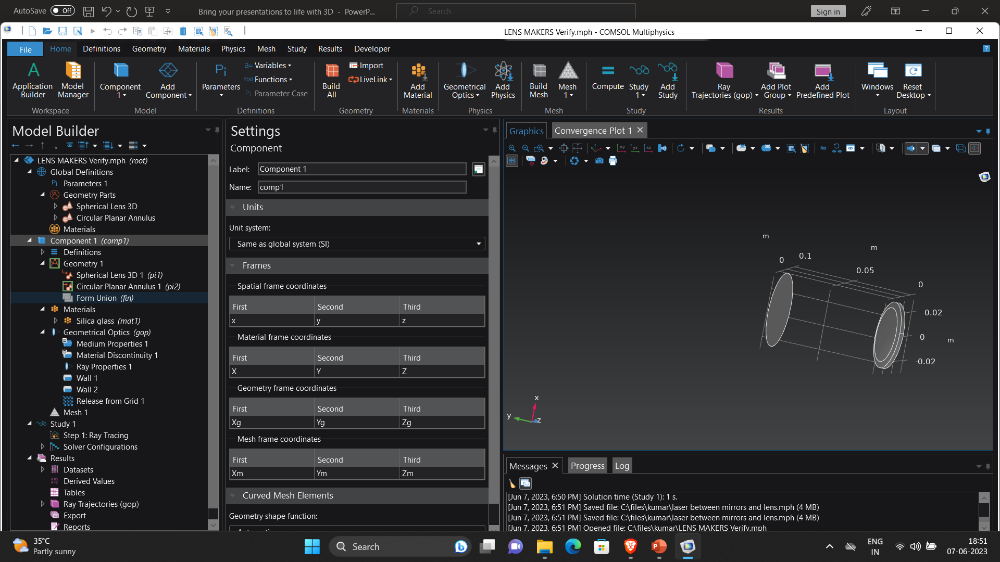 AutoSave Off
Bring your presentations to life with 3D - PowerP...
Search
Sign in
LENS MAKERS Verify.mph - COMSOL Multiphysics
File Home Definitions Geometry Materials Physics Mesh Study Results Developer
Application Builder
Model Manager
Workspace
Component 1
Add Component
Model
Pi
Parameters
a= Variables
f(x) Functions
Pi Parameter Case
Definitions
Build All
Import
LiveLink
Geometry
Add Material
Materials
Geometrical Optics
Add Physics
Physics
Build Mesh
Mesh 1
Mesh
Compute
Study 1
Add Study
Study
Ray Trajectories (gop)
Add Plot Group
Add Predefined Plot
Results
Windows
Reset Desktop
Layout
Model Builder
LENS MAKERS Verify.mph (root)
Global Definitions
Pi Parameters 1
Geometry Parts
Spherical Lens 3D
Circular Planar Annulus
Materials
Component 1 (comp1)
Definitions
Geometry 1
Spherical Lens 3D 1 (pi1)
Circular Planar Annulus 1 (pi2)
Form Union (fin)
Materials
Silica glass (mat1)
Geometrical Optics (gop)
Medium Properties 1
Material Discontinuity 1
Ray Properties 1
Wall 1
Wall 2
Release from Grid 1
Mesh 1
Study 1
Step 1: Ray Tracing
Solver Configurations
Results
Datasets
Derived Values
Tables
Ray Trajectories (gop)
Export
Reports
Settings
Component
Label: Component 1
Name: comp1
Units
Unit system:
Same as global system (SI)
Frames
Spatial frame coordinates
First Second Third
x y z
Material frame coordinates
First Second Third
X Y Z
Geometry frame coordinates
First Second Third
Xg Yg Zg
Mesh frame coordinates
First Second Third
Xm Ym Zm
Curved Mesh Elements
Geometry shape function:
Graphics Convergence Plot 1
m
m
0 0.1
0.05
0
0.02
0
m
-0.02
x
y
z
Messages Progress Log
[Jun 7, 2023, 6:50 PM] Solution time (Study 1): 1 s.
[Jun 7, 2023, 6:51 PM] Saved file: C:\files\kumar\laser between mirrors and lens.mph (4 MB)
[Jun 7, 2023, 6:51 PM] Saved file: C:\files\kumar\laser between mirrors and lens.mph (4 MB)
[Jun 7, 2023, 6:51 PM] Opened file: C:\files\kumar\LENS MAKERS Verify.mph
35°C
Partly sunny
Search
ENG
IN
18:51
07-06-2023